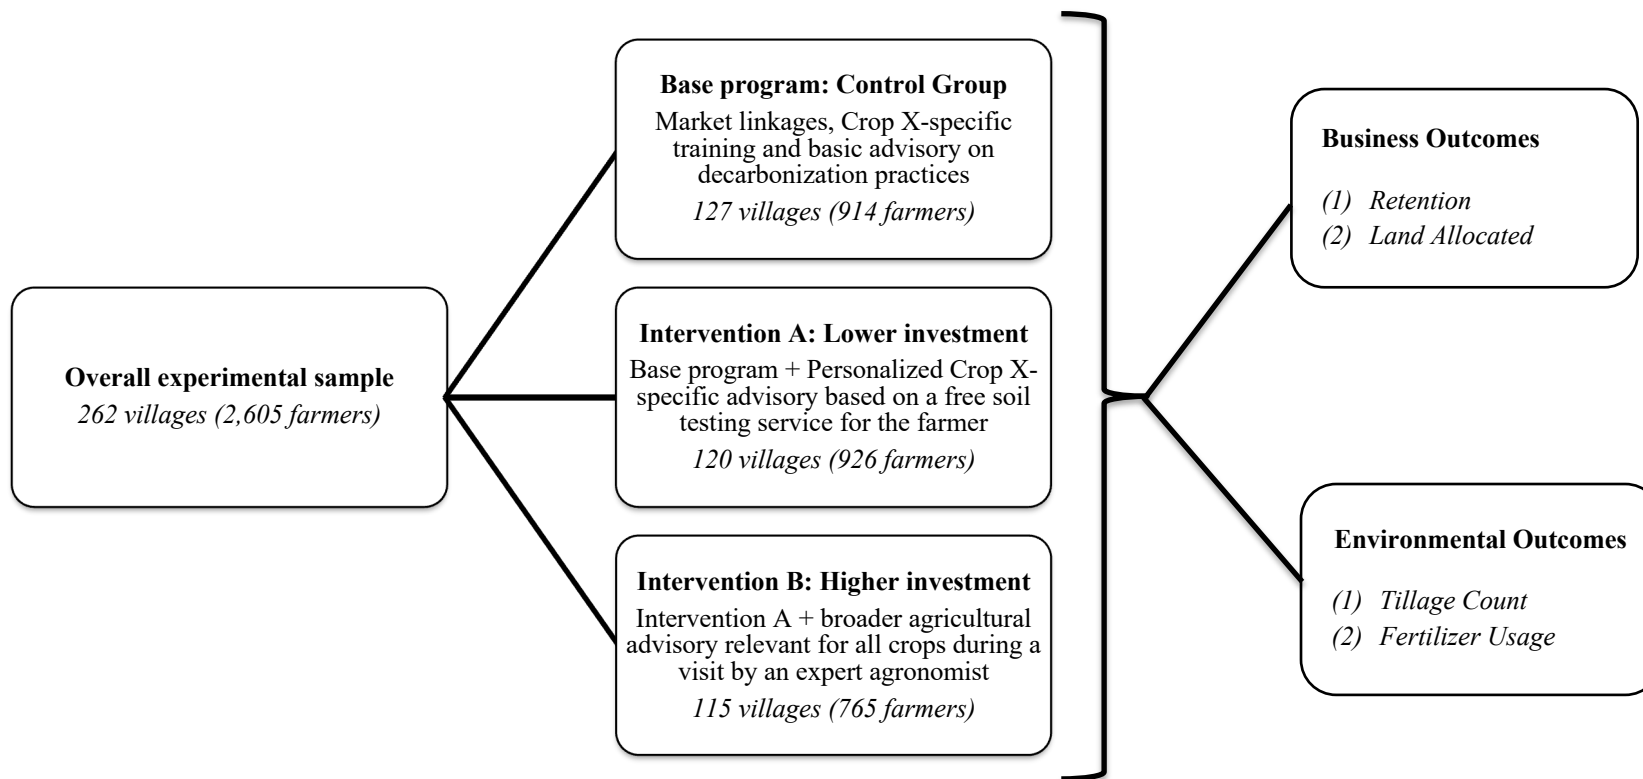 Overall experimental sample
262 villages (2,605 farmers)
Base program: Control Group
Market linkages, Crop X-specific
training and basic advisory on
decarbonization practices
127 villages (914 farmers)
Intervention A: Lower investment
Base program + Personalized Crop X-
specific advisory based on a free soil
testing service for the farmer
120 villages (926 farmers)
Intervention B: Higher investment
Intervention A + broader agricultural
advisory relevant for all crops during a
visit by an expert agronomist
115 villages (765 farmers)
Business Outcomes
(1) Retention
(2) Land Allocated
Environmental Outcomes
(1) Tillage Count
(2) Fertilizer Usage